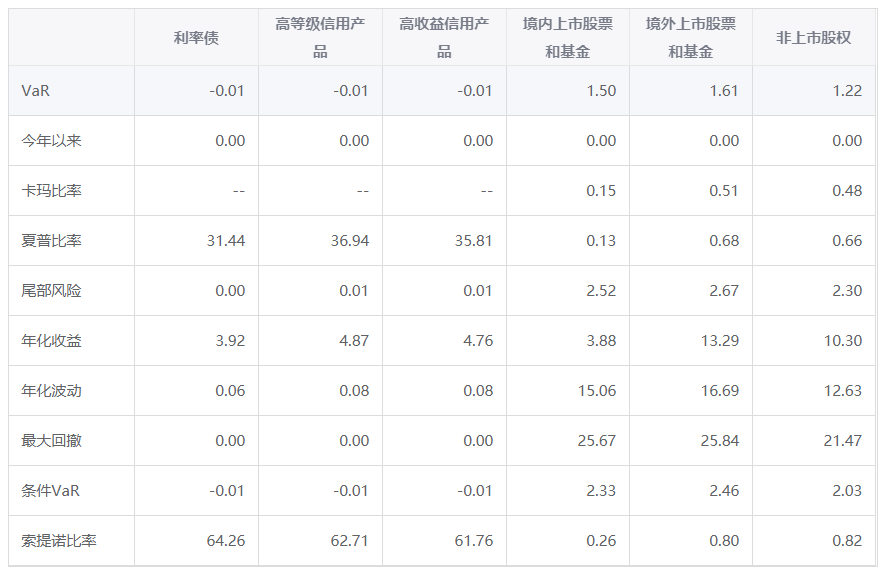 利率债 高等级信用产品 高收益信用产品 境内上市股票和基金 境外上市股票和基金 非上市股权
VaR -0.01 -0.01 -0.01 1.50 1.61 1.22
今年以来 0.00 0.00 0.00 0.00 0.00 0.00
卡玛比率 -- -- -- 0.15 0.51 0.48
夏普比率 31.44 36.94 35.81 0.13 0.68 0.66
尾部风险 0.00 0.01 0.01 2.52 2.67 2.30
年化收益 3.92 4.87 4.76 3.88 13.29 10.30
年化波动 0.06 0.08 0.08 15.06 16.69 12.63
最大回撤 0.00 0.00 0.00 25.67 25.84 21.47
条件VaR -0.01 -0.01 -0.01 2.33 2.46 2.03
索提诺比率 64.26 62.71 61.76 0.26 0.80 0.82